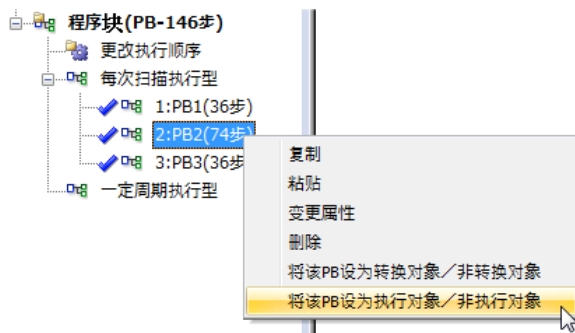 程序块(PB-146步)
更改执行顺序
每次扫描执行型
1:PB1(36步)
2:PB2(74步)
3:PB3(36步
一定周期执行型
复制
粘贴
变更属性
删除
将该PB设为转换对象／非转换对象
将该PB设为执行对象／非执行对象